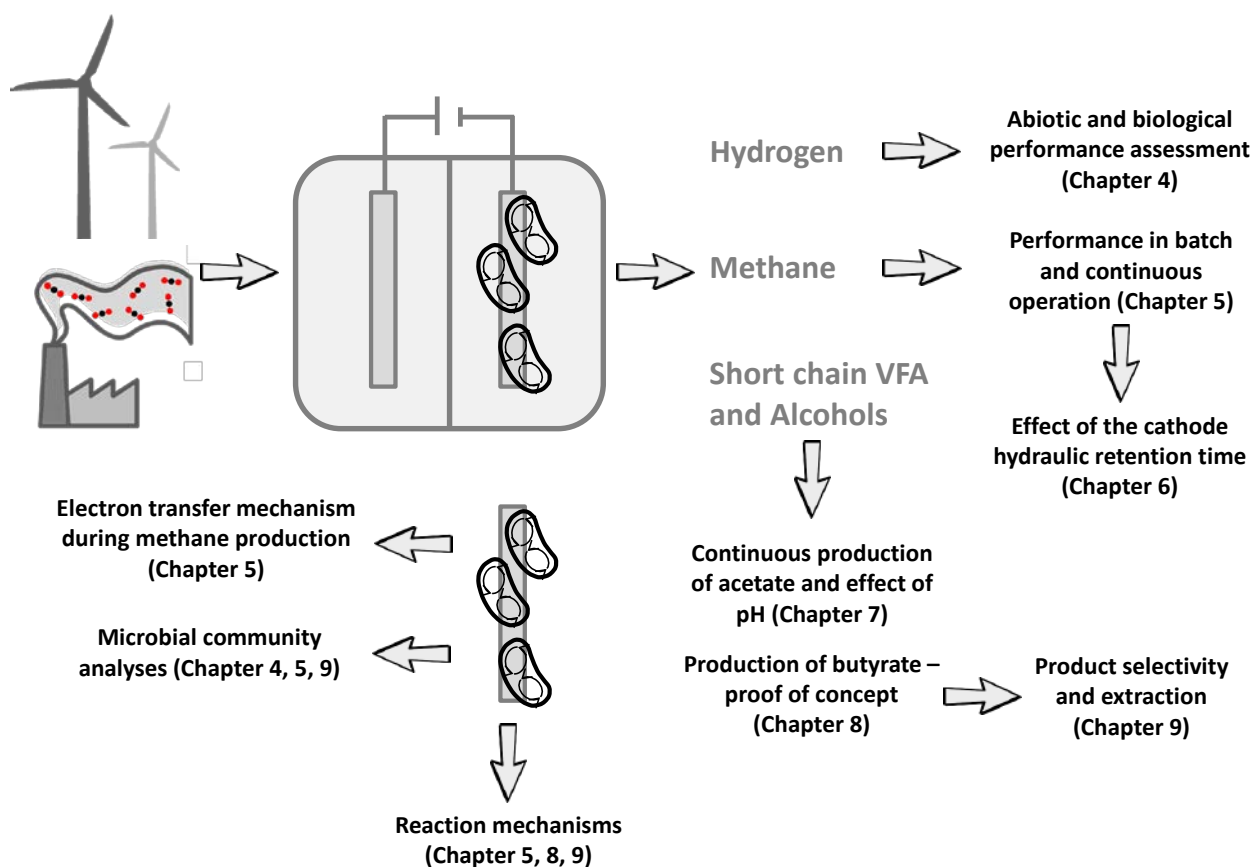 Hydrogen
Abiotic and biological
performance assessment
(Chapter 4)
Methane
Performance in batch
and continuous
operation (Chapter 5)
Effect of the cathode
hydraulic retention time
(Chapter 6)
Short chain VFA
and Alcohols
Continuous production
of acetate and effect of
pH (Chapter 7)
Production of butyrate –
proof of concept
(Chapter 8)
Product selectivity
and extraction
(Chapter 9)
Electron transfer mechanism
during methane production
(Chapter 5)
Microbial community
analyses (Chapter 4, 5, 9)
Reaction mechanisms
(Chapter 5, 8, 9)